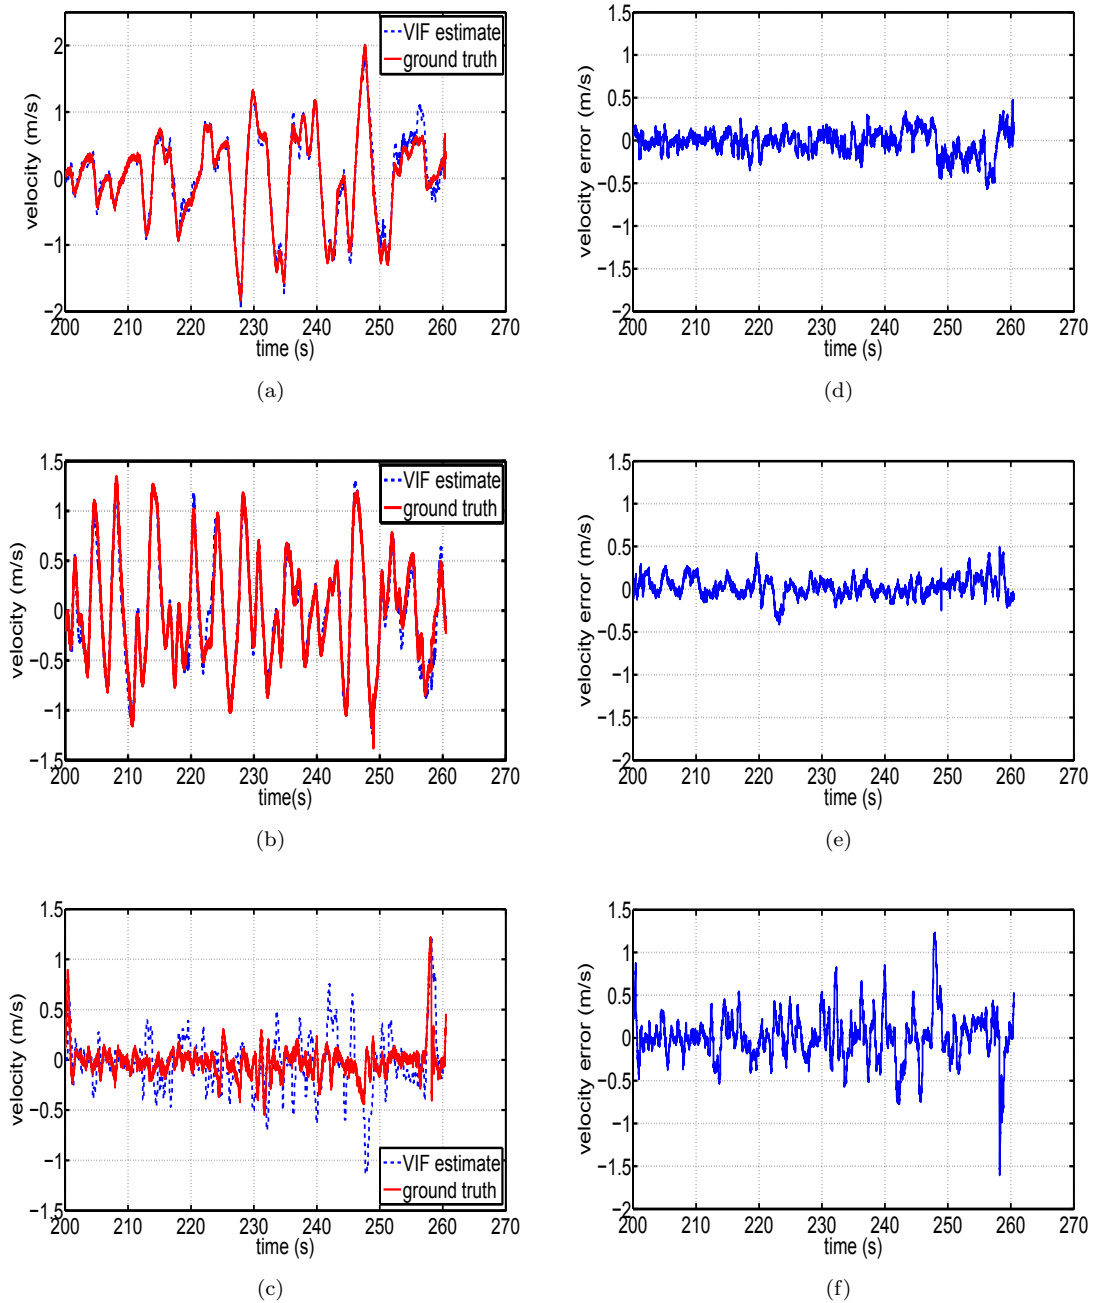 2
1
0
−1
−2
200 210 220 230 240 250 260 270
velocity (m/s)
time (s)
VIF estimate
ground truth
(a)
1.5
1
0.5
0
−0.5
−1
−1.5
−2
200 210 220 230 240 250 260 270
velocity error (m/s)
time (s)
(d)
1.5
1
0.5
0
−0.5
−1
−1.5
200 210 220 230 240 250 260 270
velocity (m/s)
time(s)
VIF estimate
ground truth
(b)
1.5
1
0.5
0
−0.5
−1
−1.5
−2
200 210 220 230 240 250 260 270
velocity error (m/s)
time (s)
(e)
1.5
1
0.5
0
−0.5
−1
−1.5
200 210 220 230 240 250 260 270
velocity (m/s)
time (s)
VIF estimate
ground truth
(c)
1.5
1
0.5
0
−0.5
−1
−1.5
−2
200 210 220 230 240 250 260 270
velocity error (m/s)
time (s)
(f)